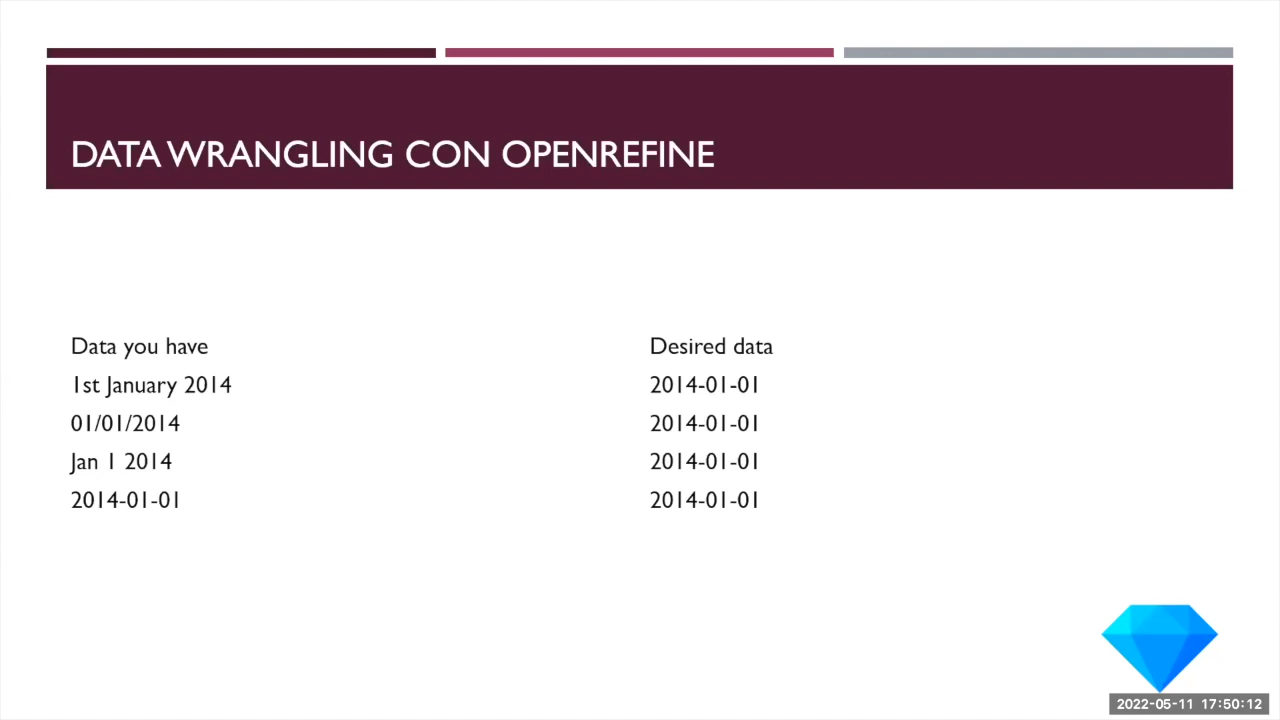 DATA WRANGLING CON OPENREFINE
Data you have
1st January 2014
01/01/2014
Jan 1 2014
2014-01-01
Desired data
2014-01-01
2014-01-01
2014-01-01
2014-01-01
2022-05-11 17:50:12